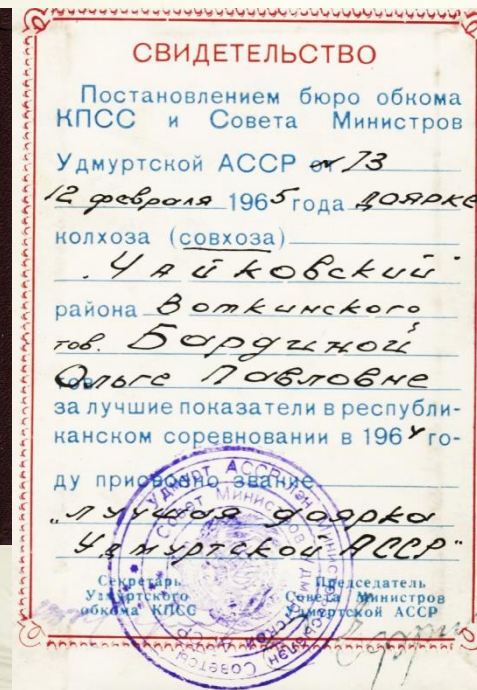 СВИДЕТЕЛЬСТВО
Постановлением бюро обкома
КПСС и Совета Министров
Удмуртской АССР от 73
12 февраля 1965 года доярке
колхоза (совхоза)
"Чайковский"
района Воткинского
тов. Бардиной
Ольге Павловне
за лучшие показатели в республи-
канском соревновании в 1964 го-
ду присвоено звание
"лучшая доярка
Удмуртской АССР"
Секретарь
Удмуртского
обкома КПСС
Председатель
Совета Министров
Удмуртской АССР